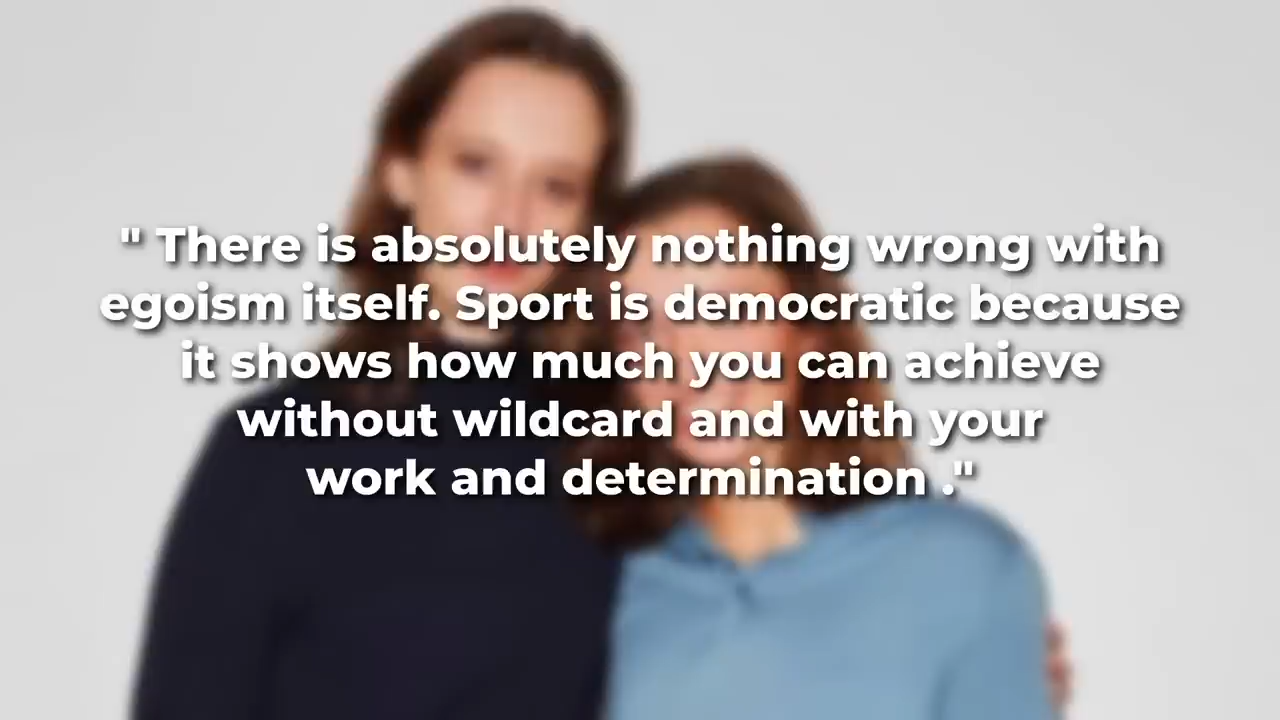 " There is absolutely nothing wrong with
egoism itself. Sport is democratic because
it shows how much you can achieve
without wildcard and with your
work and determination ."